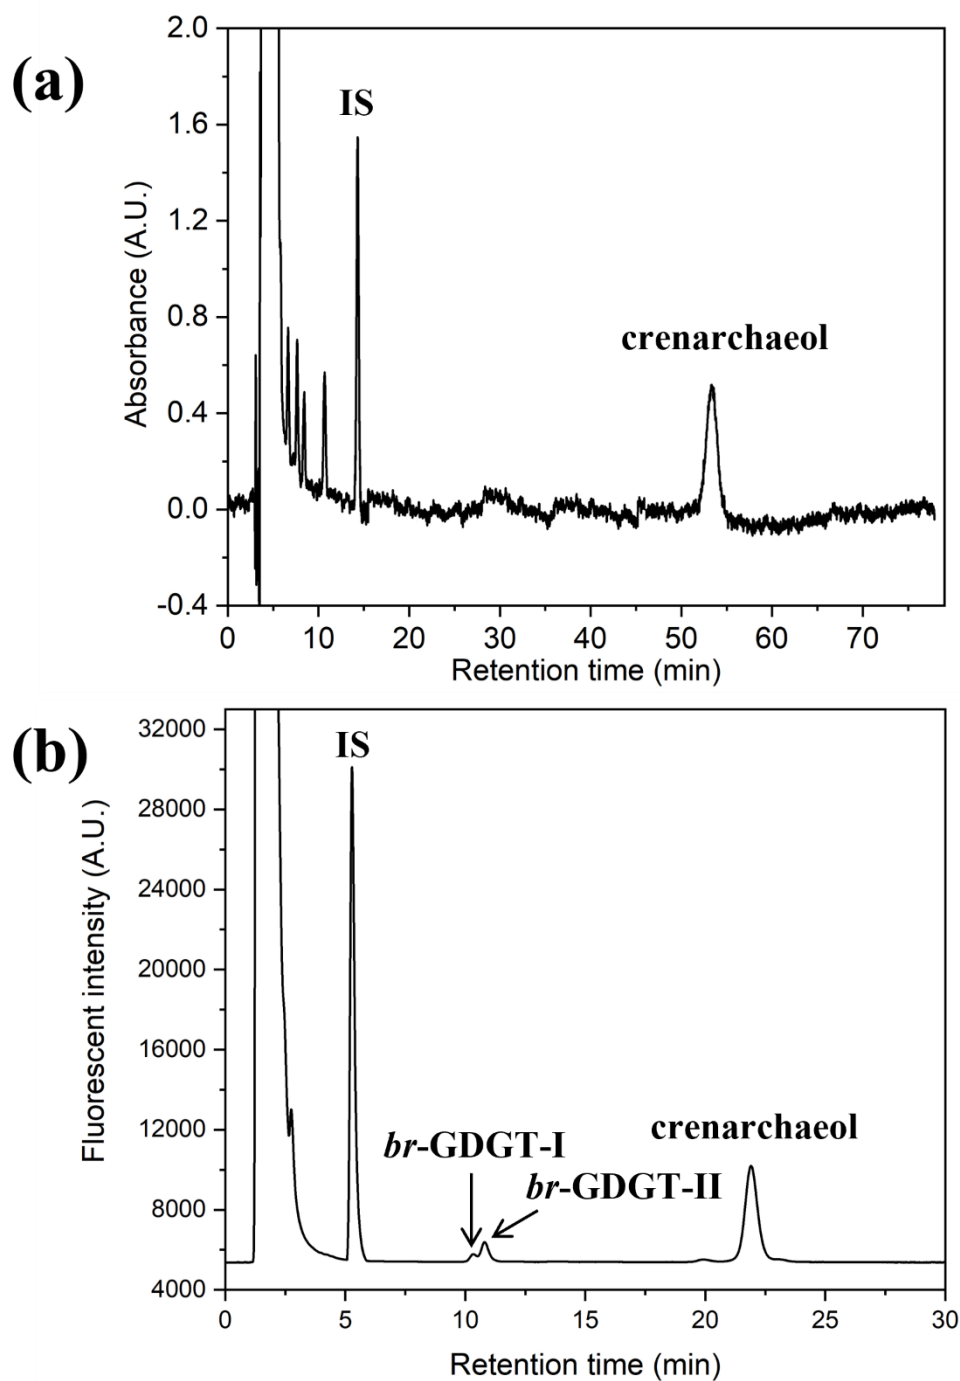 (a)
2.0
1.6
1.2
0.8
0.4
0.0
-0.4
Absorbance (A.U.)
IS
crenarchaeol
0 10 20 30 40 50 60 70
Retention time (min)
(b)
32000
28000
24000
20000
16000
12000
8000
4000
Fluorescent intensity (A.U.)
IS
br-GDGT-I
br-GDGT-II
crenarchaeol
0 5 10 15 20 25 30
Retention time (min)